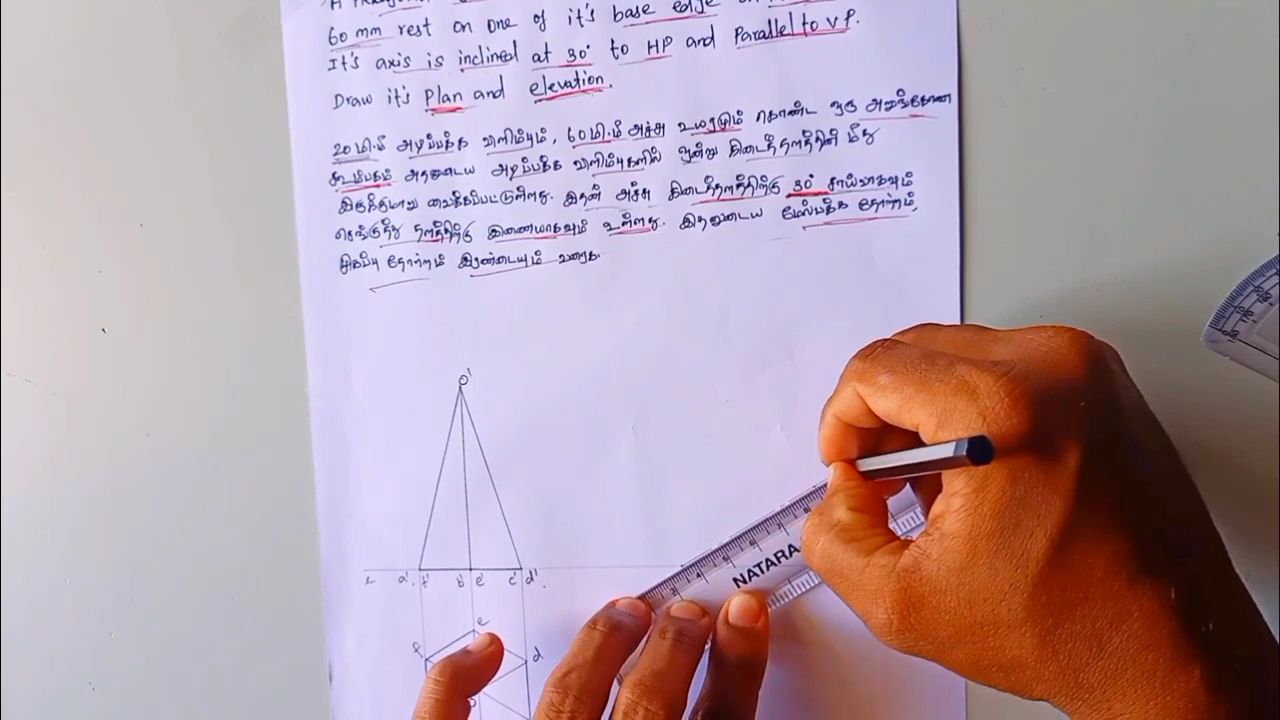 60 mm rest on one of it's base edge
It's axis is inclined at 30° to HP and Parallel to VP.
Draw it's Plan and elevation.
20 மி.மீ அடிப்பக்க விளிம்பும், 60 மி.மீ அச்சு உயரமும் கொண்ட ஒரு அறுங்கோண
கூம்பகம் அதனுடைய அடிப்பக்க விளிம்புகளில் ஒன்று கிடைத்தளத்தின் மீது
இருக்குமாறு வைக்கப்பட்டுள்ளது. இதன் அச்சு கிடைத்தளத்திற்கு 30° சாய்வாகவும்
செங்குத்து தளத்திற்கு இணையாகவும் உள்ளது. இதனுடைய மேல்பக்க தோற்றம்,
முகப்பு தோற்றம் இரண்டையும் வரைக.
o'
x a' f' b' e' c' d'
e
f d
NATARA